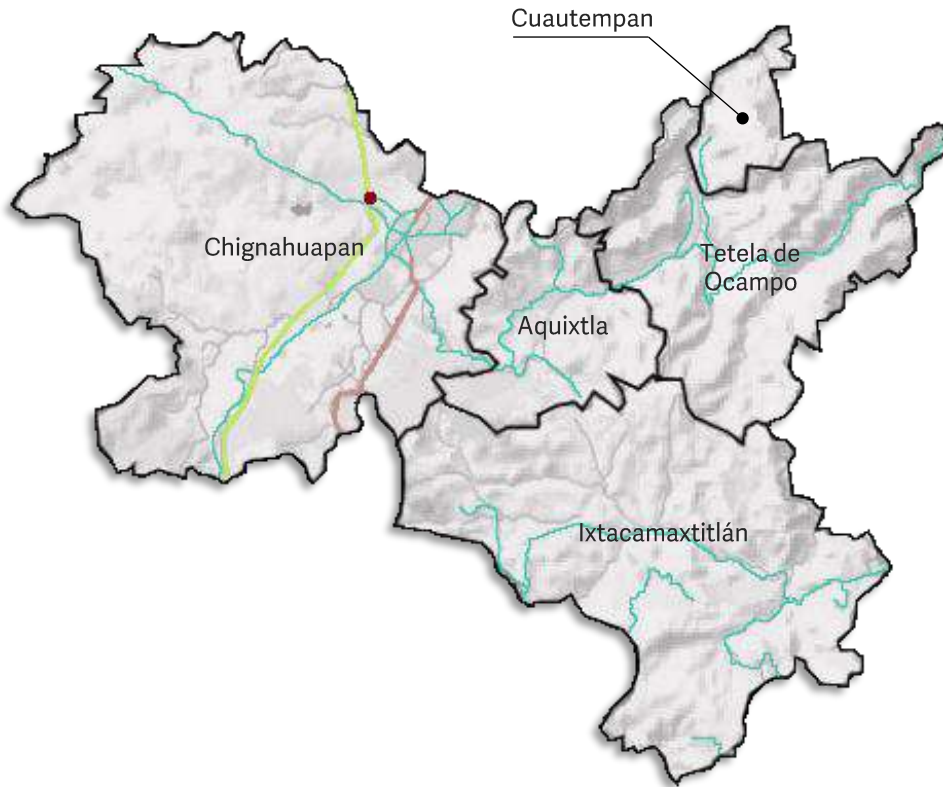 Cuautempan
Chignahuapan
Tetela de
Ocampo
Aquixtla
Ixtacamaxtitlán